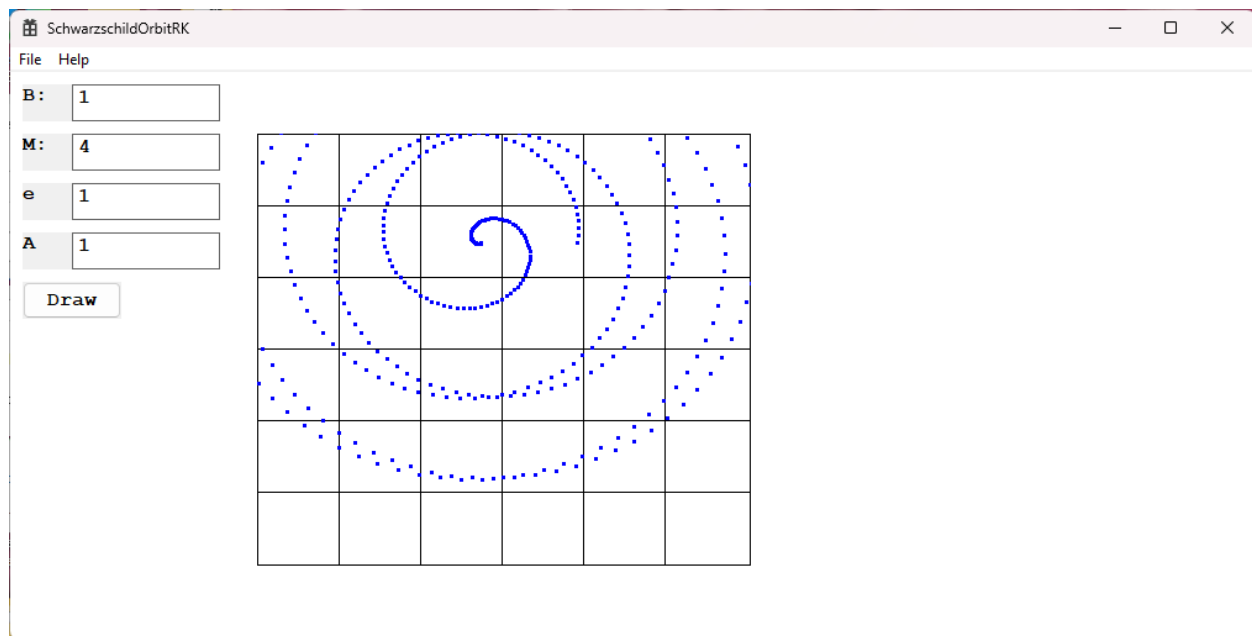 SchwarzschildOrbitRK
File Help
B: 1
M: 4
e 1
A 1
Draw